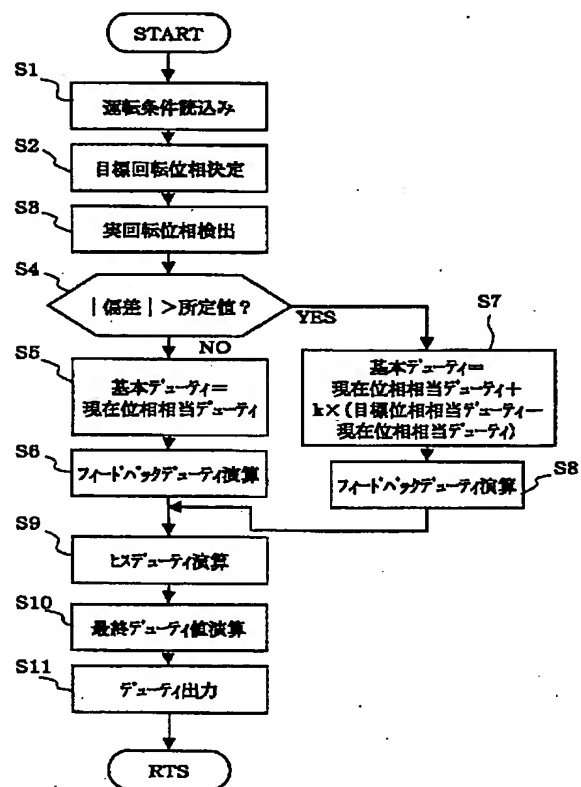 START
S1
運転条件読込み
S2
目標回転位相決定
S3
実回転位相検出
S4
|偏差|>所定値?
YES
NO
S5
基本デューティ=
現在位相相当デューティ
S7
基本デューティ=
現在位相相当デューティ+
k×(目標位相相当デューティ−
現在位相相当デューティ)
S6
フィードバックデューティ演算
S8
フィードバックデューティ演算
S9
ヒスデューティ演算
S10
最終デューティ値演算
S11
デューティ出力
RTS